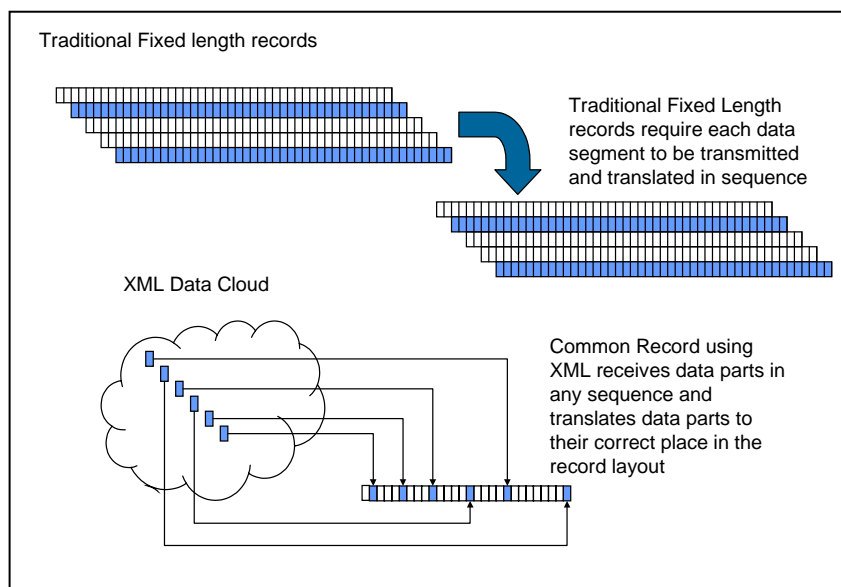 Traditional Fixed length records
Traditional Fixed Length
records require each data
segment to be transmitted
and translated in sequence
XML Data Cloud
Common Record using
XML receives data parts in
any sequence and
translates data parts to
their correct place in the
record layout